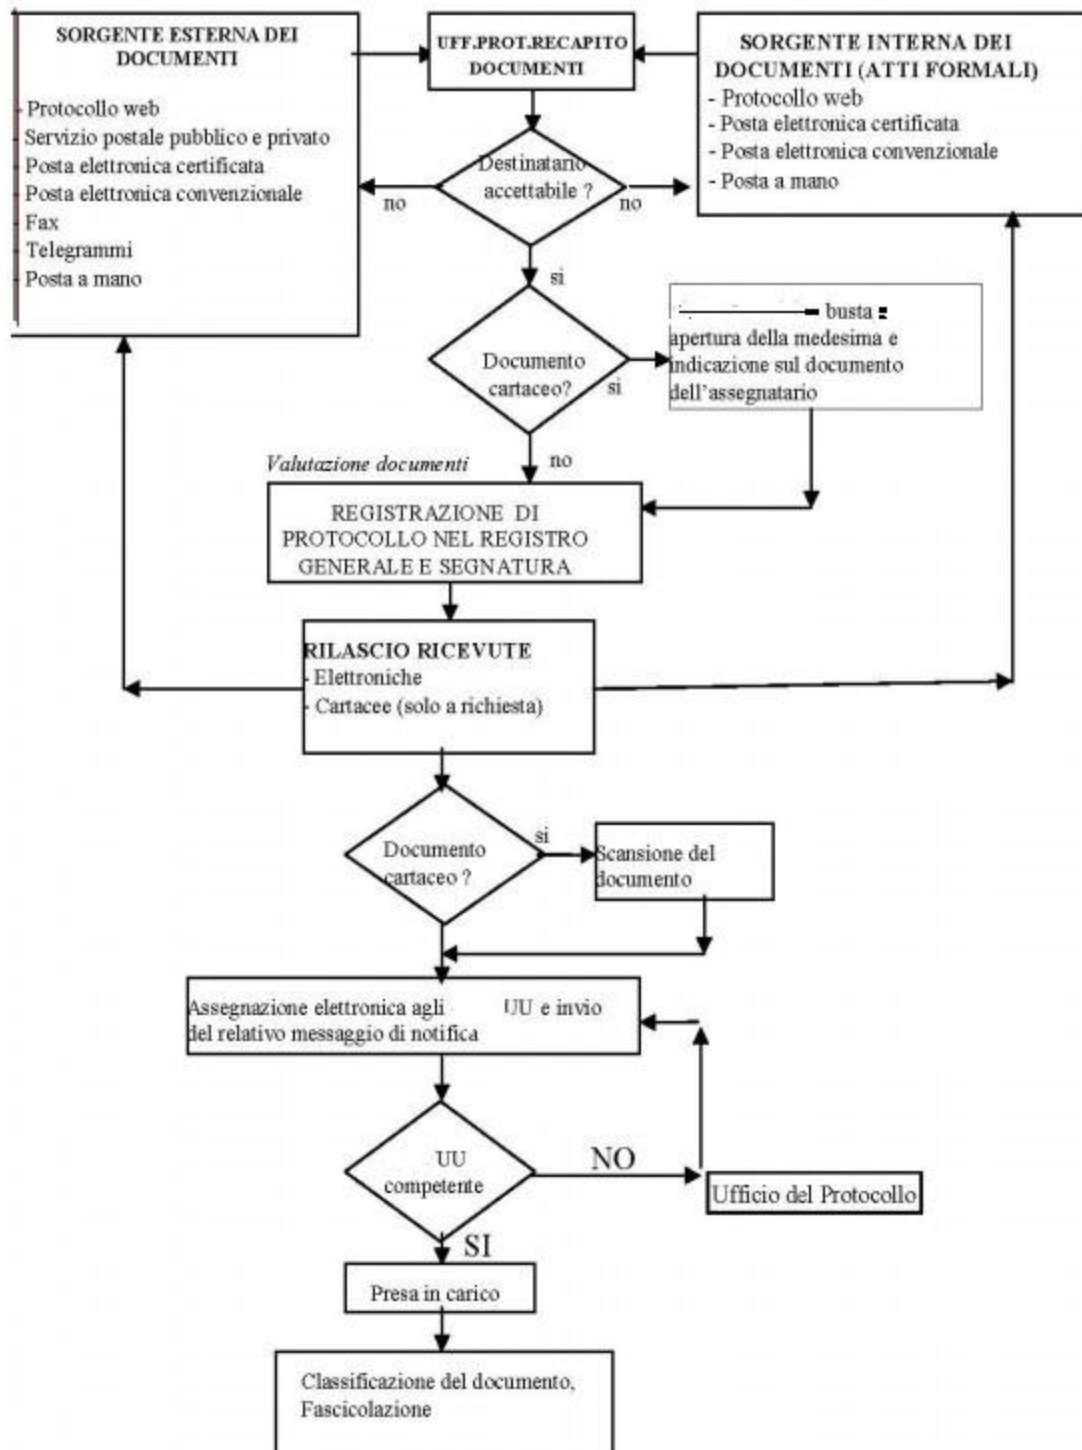 SORGENTE ESTERNA DEI
DOCUMENTI
- Protocollo web
- Servizio postale pubblico e privato
- Posta elettronica certificata
- Posta elettronica convenzionale
- Fax
- Telegrammi
- Posta a mano
UFF.PROT.RECAPITO
DOCUMENTI
SORGENTE INTERNA DEI
DOCUMENTI (ATTI FORMALI)
- Protocollo web
- Posta elettronica certificata
- Posta elettronica convenzionale
- Posta a mano
Destinatario
accettabile ?
no
no
si
Documento
cartaceo?
si
busta
apertura della medesima e
indicazione sul documento
dell'assegnatario
no
Valutazione documenti
REGISTRAZIONE DI
PROTOCOLLO NEL REGISTRO
GENERALE E SEGNATURA
RILASCIO RICEVUTE
- Elettroniche
- Cartacee (solo a richiesta)
Documento
cartaceo ?
si
Scansione del
documento
Assegnazione elettronica agli UU e invio
del relativo messaggio di notifica
UU
competente
NO
Ufficio del Protocollo
SI
Presa in carico
Classificazione del documento,
Fascicolazione